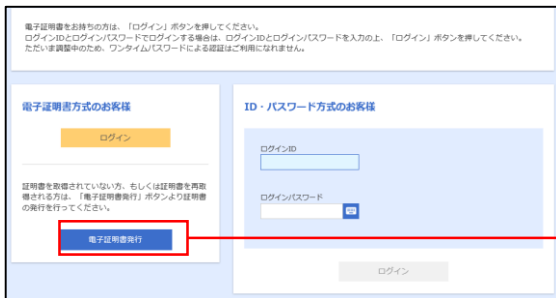 電子証明書をお持ちの方は、「ログイン」ボタンを押してください。
ログインIDとログインパスワードでログインする場合は、ログインIDとログインパスワードを入力の上、「ログイン」ボタンを押してください。
ただいま調整中のため、ワンタイムパスワードによる認証はご利用になれません。
電子証明書方式のお客様
ログイン
証明書を取得されていない方、もしくは証明書を再取
得される方は、「電子証明書発行」ボタンより証明書
の発行を行ってください。
電子証明書発行
ID・パスワード方式のお客様
ログインID
ログインパスワード
ログイン